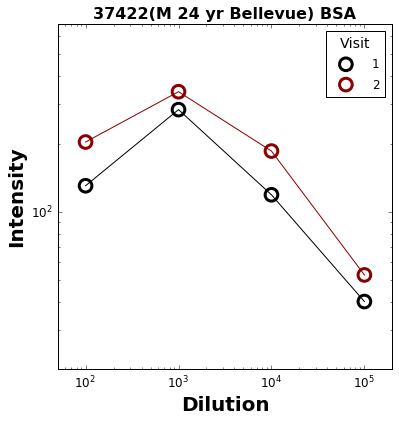 37422(M 24 yr Bellevue) BSA
Visit
1
2
Intensity
10²
10² 10³ 10⁴ 10⁵
Dilution